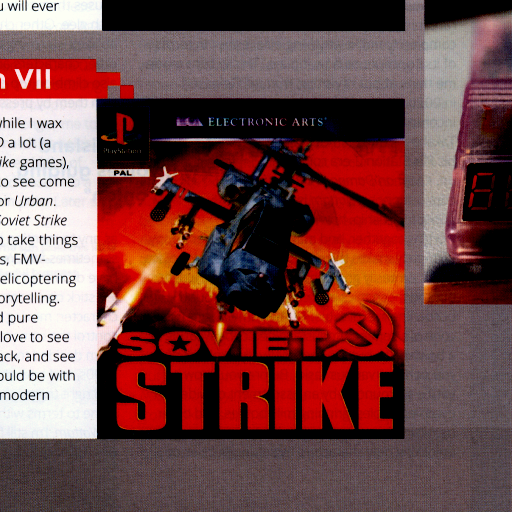 u will ever
n VII
while I wax
D a lot (a
ike games),
to see come
or Urban.
Soviet Strike
o take things
s, FMV-
elicoptering
orytelling.
d pure
love to see
ack, and see
ould be with
modern
PlayStation
PAL
ELECTRONIC ARTS
SOVIET
STRIKE